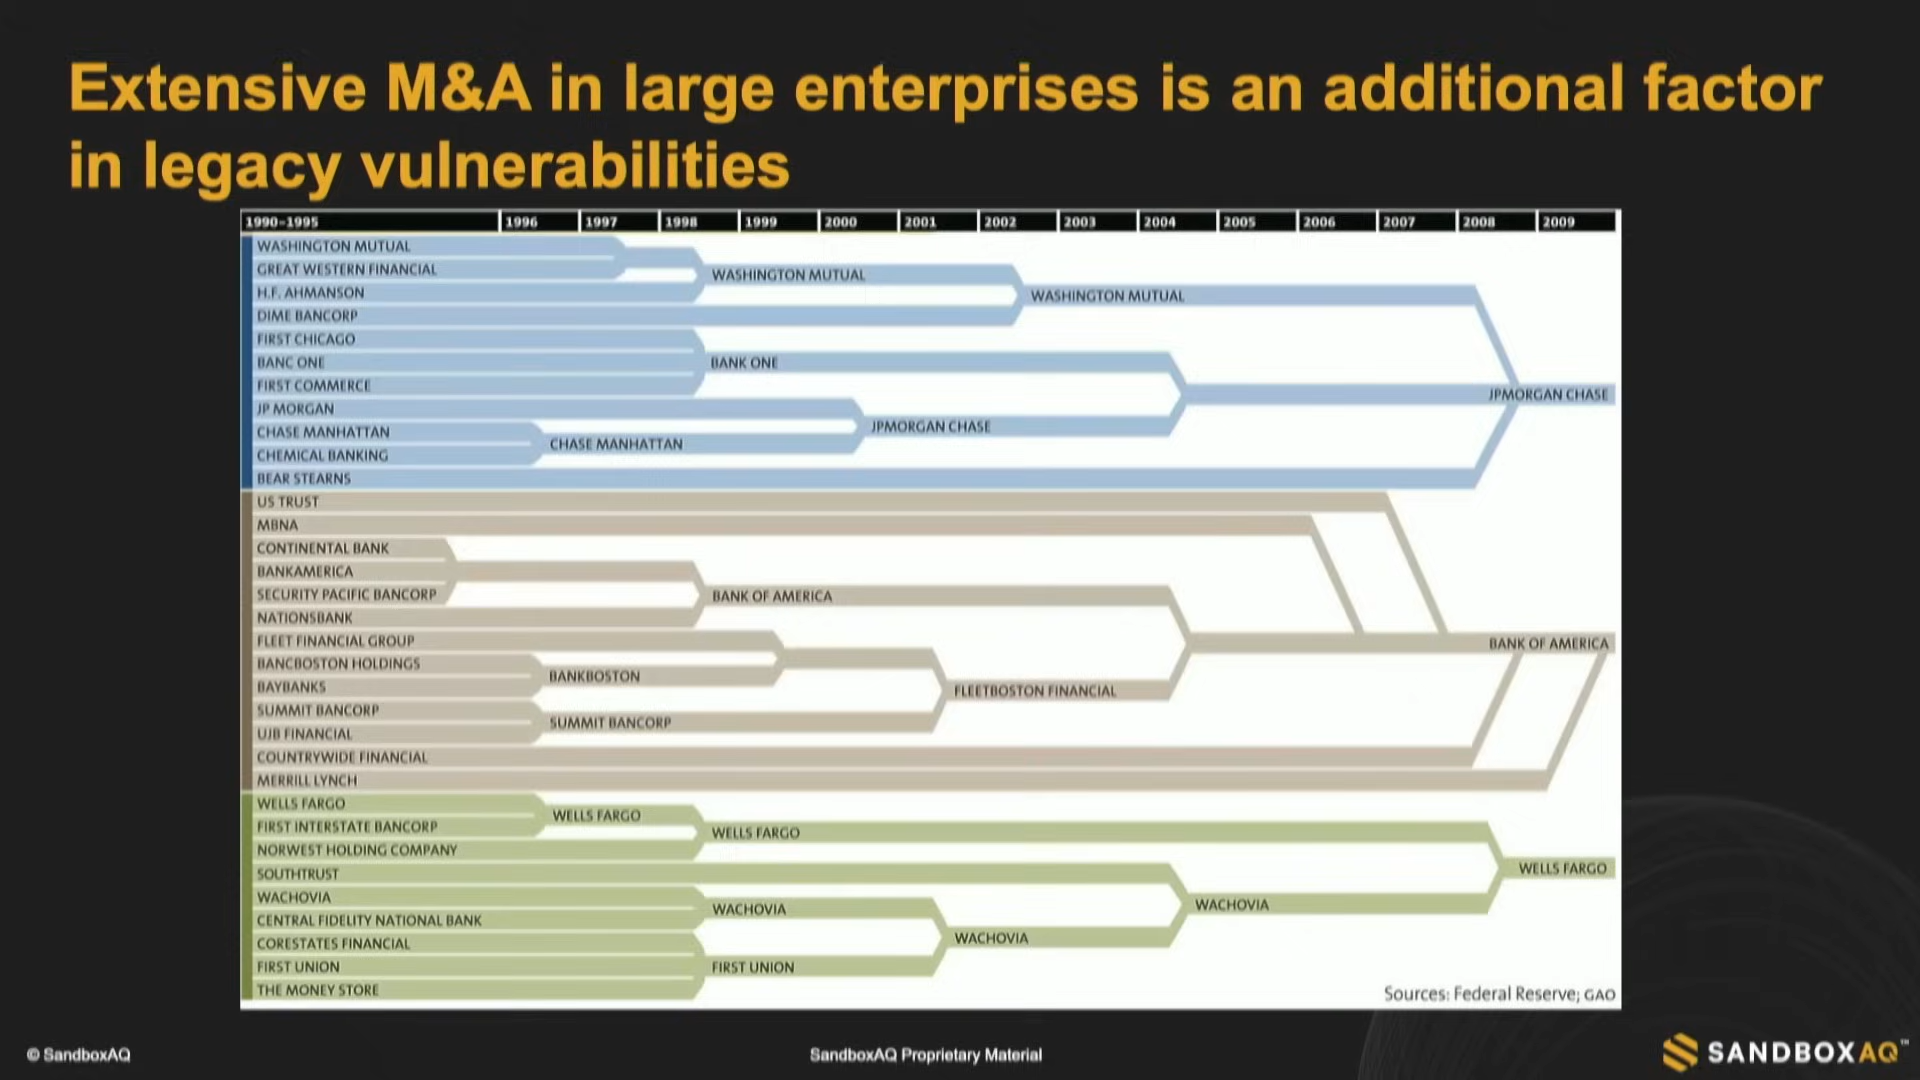 Extensive M&A in large enterprises is an additional factor
in legacy vulnerabilities
1990-1995 1996 1997 1998 1999 2000 2001 2002 2003 2004 2005 2006 2007 2008 2009
WASHINGTON MUTUAL
GREAT WESTERN FINANCIAL
WASHINGTON MUTUAL
H.F. AHMANSON
WASHINGTON MUTUAL
DIME BANCORP
FIRST CHICAGO
BANC ONE
BANK ONE
FIRST COMMERCE
JPMORGAN CHASE
JP MORGAN
JPMORGAN CHASE
CHASE MANHATTAN
CHASE MANHATTAN
CHEMICAL BANKING
BEAR STEARNS
US TRUST
MBNA
CONTINENTAL BANK
BANKAMERICA
SECURITY PACIFIC BANCORP
BANK OF AMERICA
NATIONSBANK
FLEET FINANCIAL GROUP
BANK OF AMERICA
BANCBOSTON HOLDINGS
BANKBOSTON
BAYBANKS
FLEETBOSTON FINANCIAL
SUMMIT BANCORP
SUMMIT BANCORP
UJB FINANCIAL
COUNTRYWIDE FINANCIAL
MERRILL LYNCH
WELLS FARGO
WELLS FARGO
FIRST INTERSTATE BANCORP
WELLS FARGO
NORWEST HOLDING COMPANY
WELLS FARGO
SOUTHTRUST
WACHOVIA
WACHOVIA
WACHOVIA
CENTRAL FIDELITY NATIONAL BANK
WACHOVIA
CORESTATES FINANCIAL
FIRST UNION
FIRST UNION
THE MONEY STORE
Sources: Federal Reserve; GAO
© SandboxAQ
SandboxAQ Proprietary Material
SANDBOXAQ™